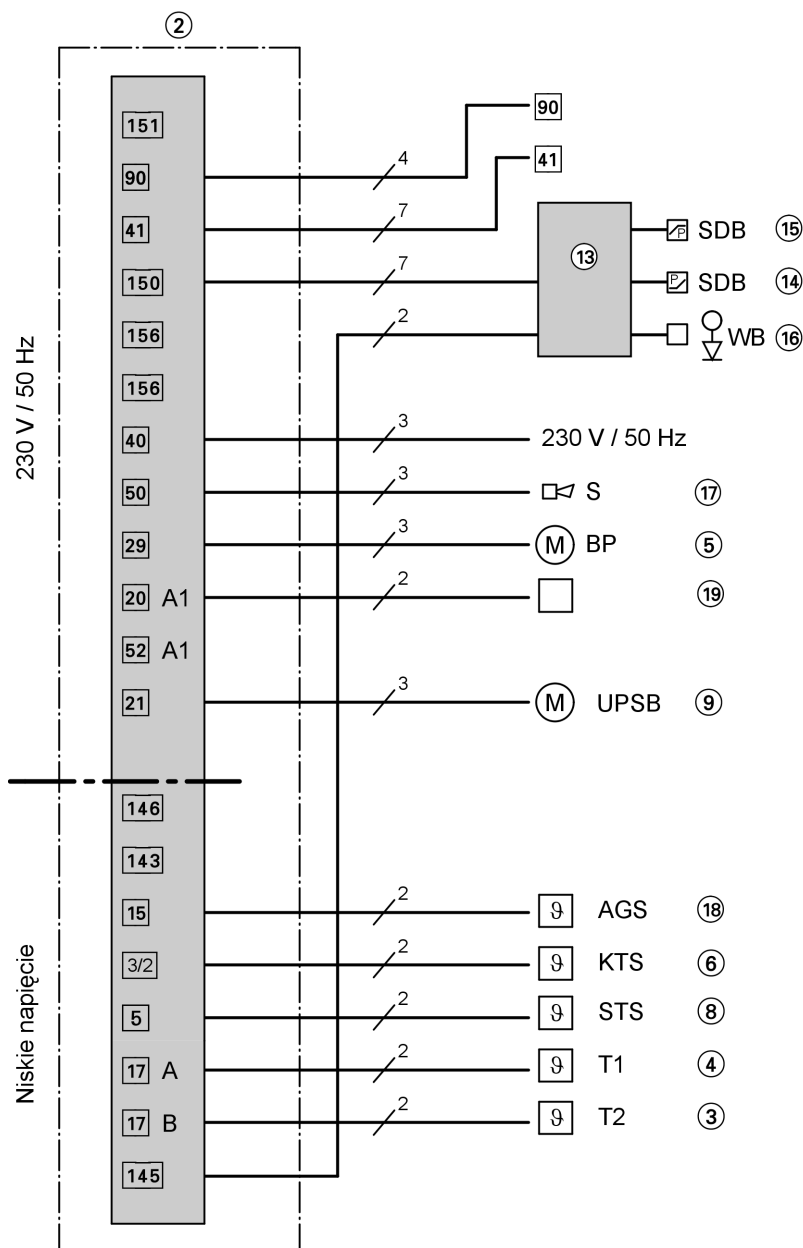 2
151
90
90 4
41
41 7
150 7
13
P SDB 15
P SDB 14
156 2
WB 16
156
230 V / 50 Hz
40 3 230 V / 50 Hz
50 3 S 17
29 3 M BP 5
20 A1 2 19
52 A1
21 3 M UPSB 9
146
143
Niskie napięcie
15 2 ϑ AGS 18
3/2 2 ϑ KTS 6
5 2 ϑ STS 8
17 A 2 ϑ T1 4
17 B 2 ϑ T2 3
145